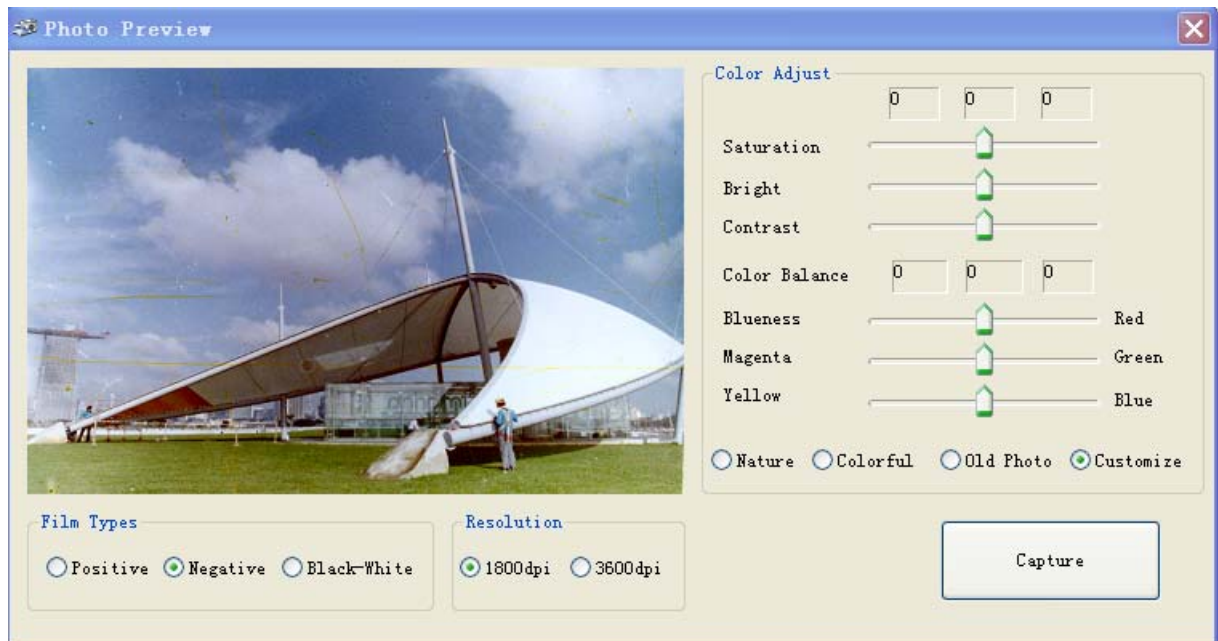 Photo Preview
Color Adjust
0 0 0
Saturation
Bright
Contrast
Color Balance 0 0 0
Blueness Red
Magenta Green
Yellow Blue
Nature Colorful Old Photo Customize
Film Types
Positive Negative Black-White
Resolution
1800dpi 3600dpi
Capture